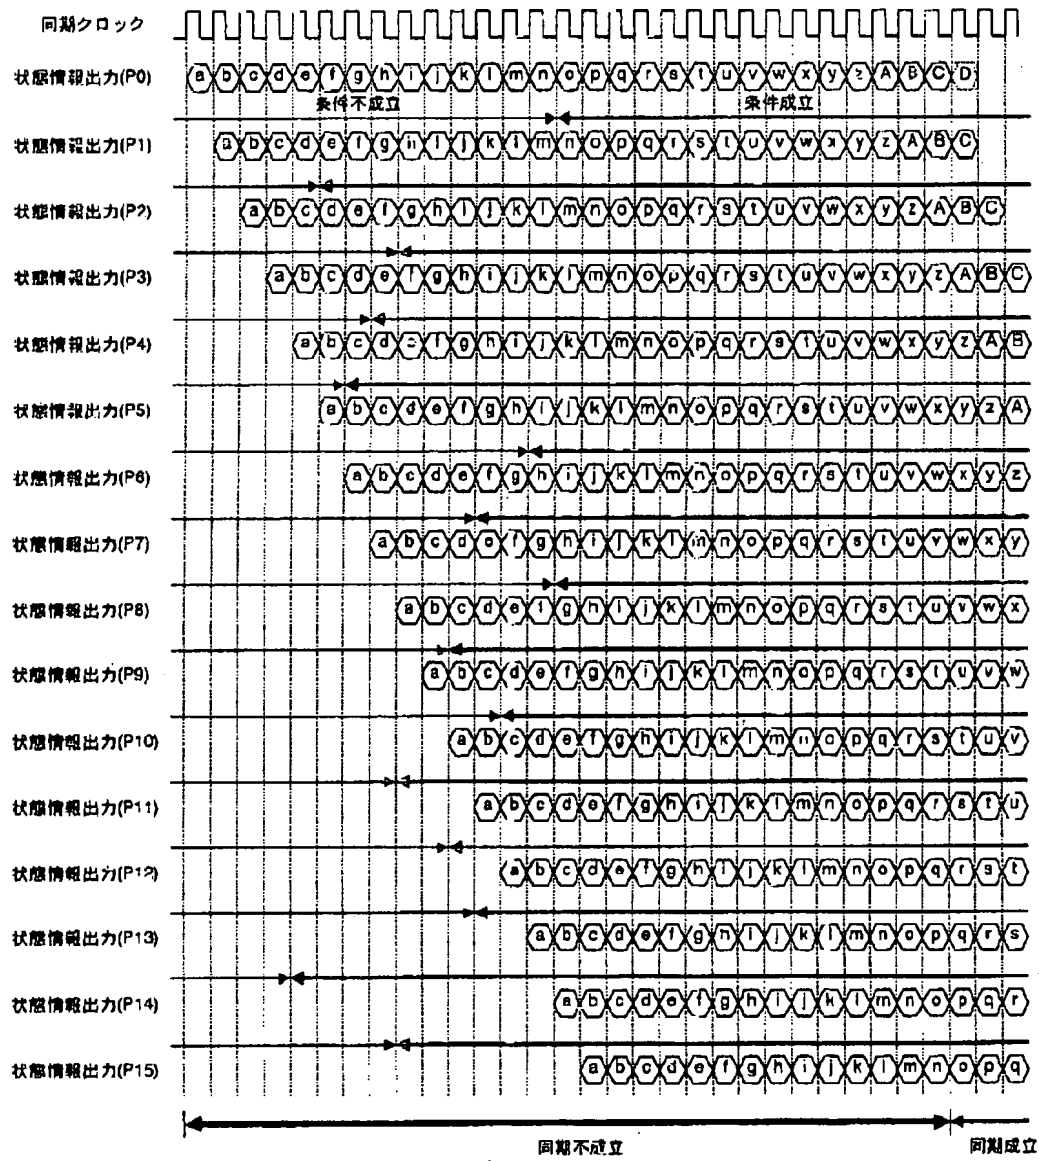 同期クロック
状態情報出力(P0) a b c d e f g h i j k l m n o p q r s t u v w x y z A B C D
条件不成立 条件成立
状態情報出力(P1) a b c d e f g h i j k l m n o p q r s t u v w x y z A B C
状態情報出力(P2) a b c d e f g h i j k l m n o p q r s t u v w x y z A B C
状態情報出力(P3) a b c d e f g h i j k l m n o p q r s t u v w x y z A B C
状態情報出力(P4) a b c d e f g h i j k l m n o p q r s t u v w x y z A B
状態情報出力(P5) a b c d e f g h i j k l m n o p q r s t u v w x y z A
状態情報出力(P6) a b c d e f g h i j k l m n o p q r s t u v w x y z
状態情報出力(P7) a b c d e f g h i j k l m n o p q r s t u v w x y
状態情報出力(P8) a b c d e f g h i j k l m n o p q r s t u v w x
状態情報出力(P9) a b c d e f g h i j k l m n o p q r s t u v w
状態情報出力(P10) a b c d e f g h i j k l m n o p q r s t u v
状態情報出力(P11) a b c d e f g h i j k l m n o p q r s t u
状態情報出力(P12) a b c d e f g h i j k l m n o p q r s t
状態情報出力(P13) a b c d e f g h i j k l m n o p q r s
状態情報出力(P14) a b c d e f g h i j k l m n o p q r
状態情報出力(P15) a b c d e f g h i j k l m n o p q
同期不成立 同期成立